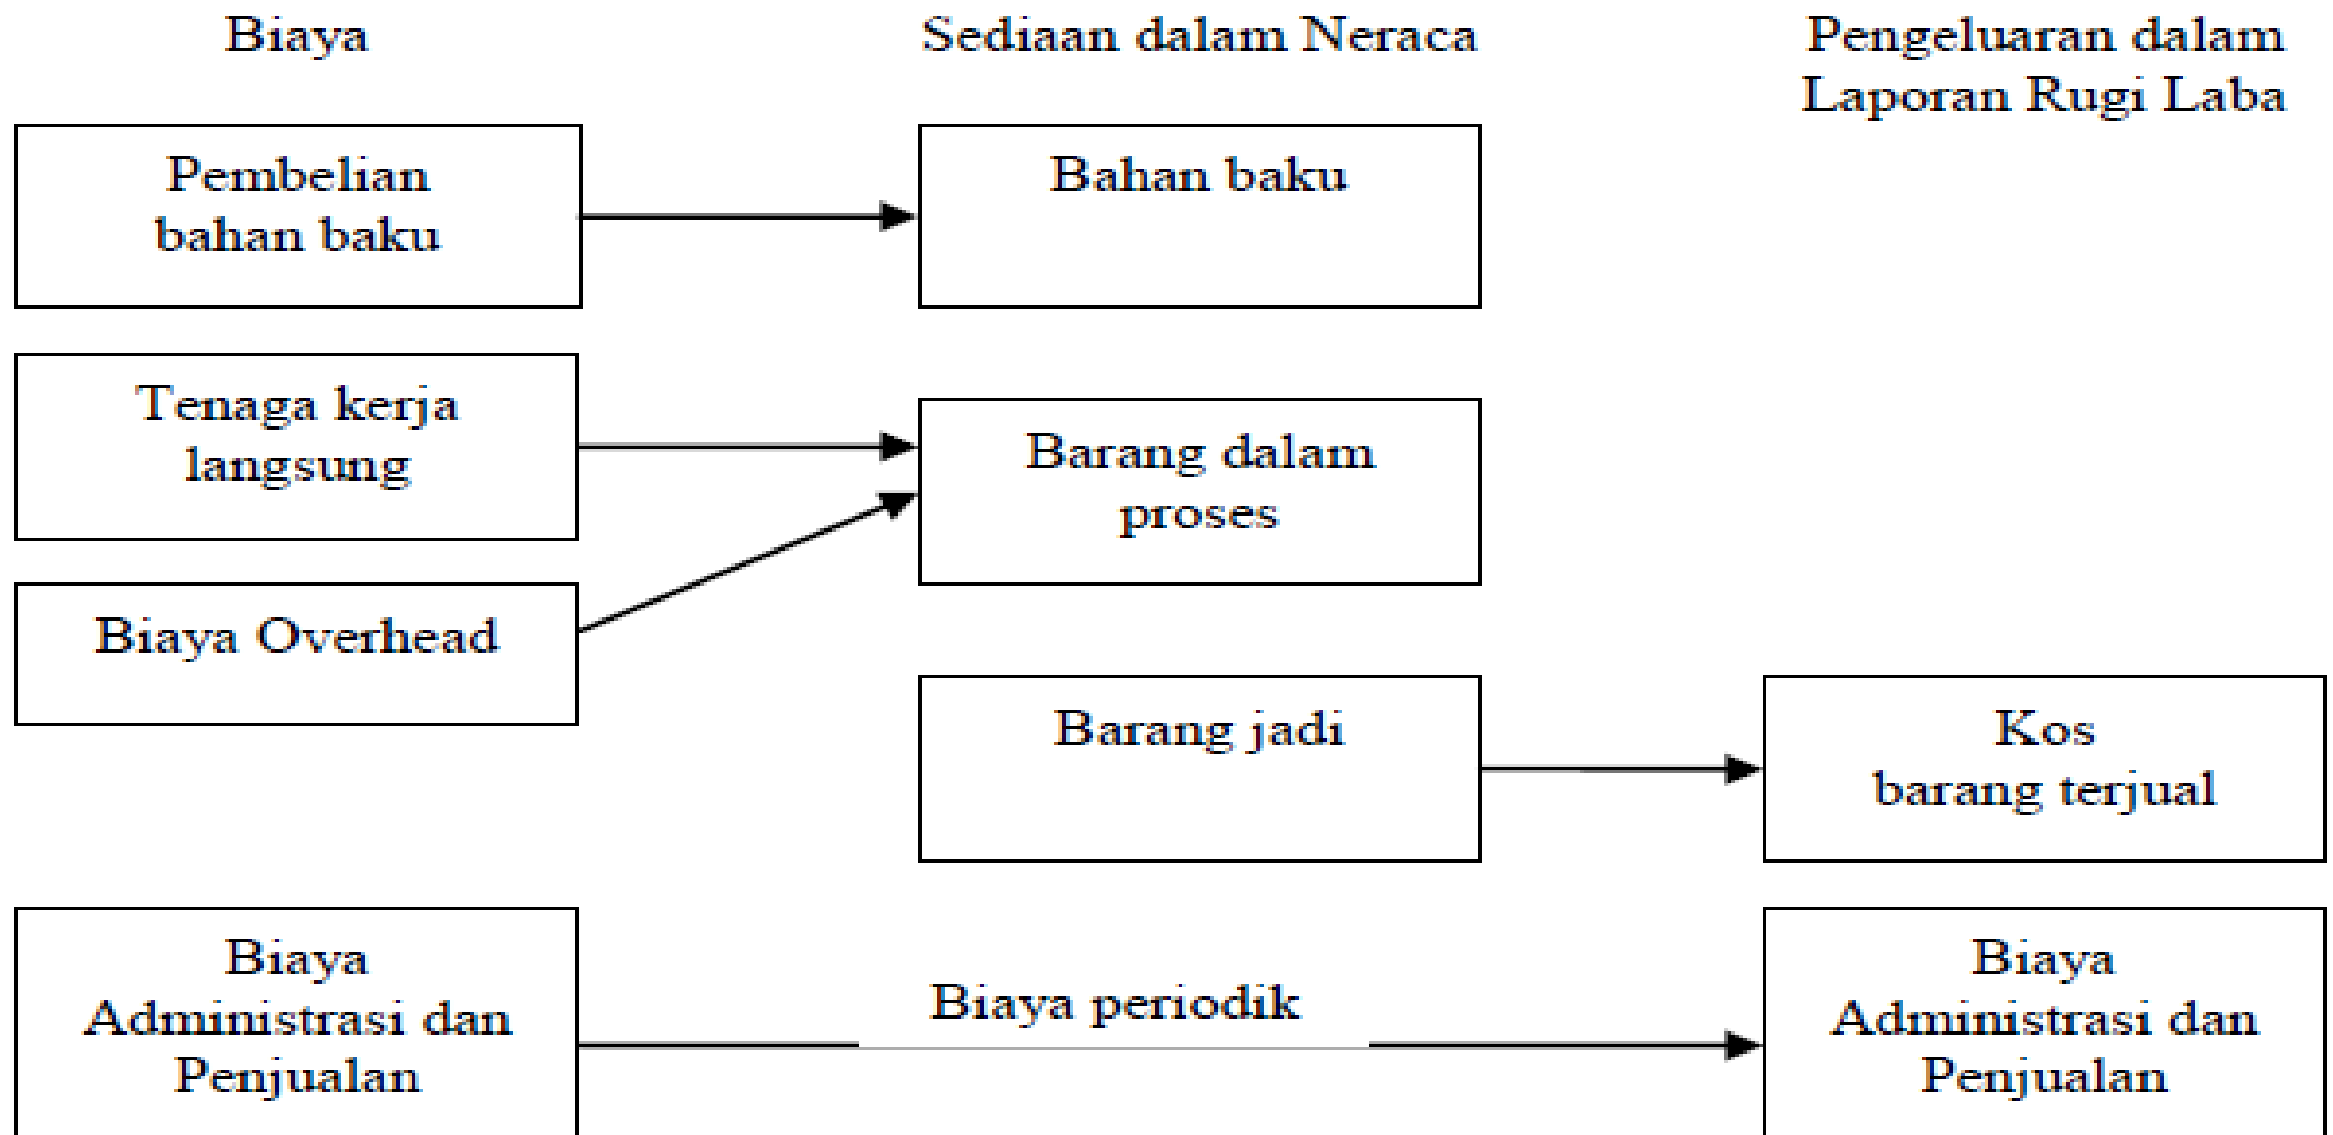 Biaya
Sediaan dalam Neraca
Pengeluaran dalam
Laporan Rugi Laba
Pembelian
bahan baku
Bahan baku
Tenaga kerja
langsung
Barang dalam
proses
Biaya Overhead
Barang jadi
Kos
barang terjual
Biaya
Administrasi dan
Penjualan
Biaya periodik
Biaya
Administrasi dan
Penjualan